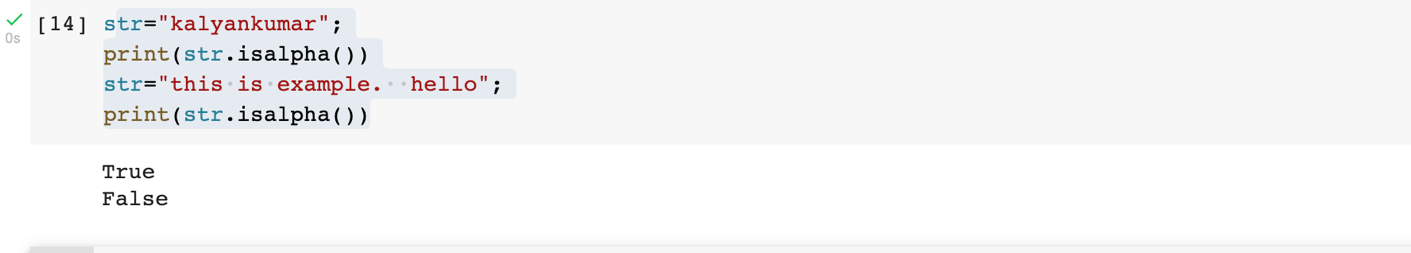 [14] str="kalyankumar";
0s
print(str.isalpha())
str="this is example.  hello";
print(str.isalpha())
True
False